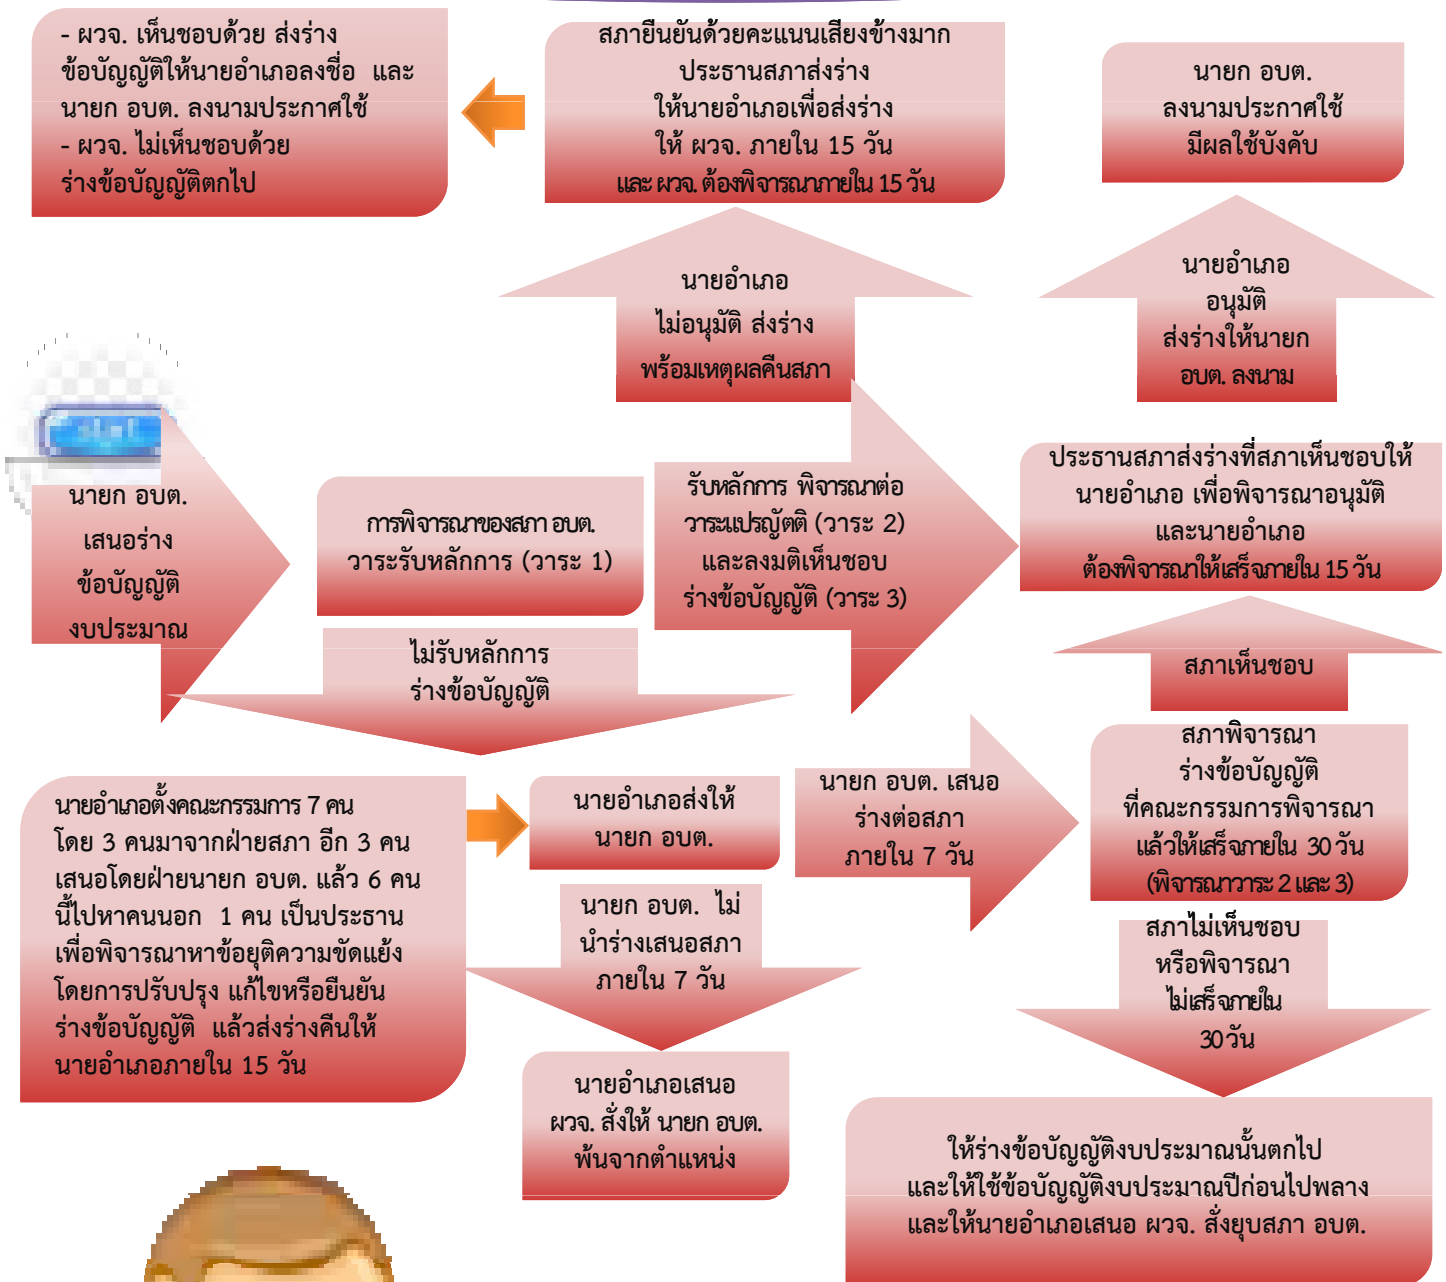 - ผวจ. เห็นชอบด้วย ส่งร่าง
ข้อบัญญัติให้นายอำเภอลงชื่อ และ
นายก อบต. ลงนามประกาศใช้
- ผวจ. ไม่เห็นชอบด้วย
ร่างข้อบัญญัติตกไป
สภายืนยันด้วยคะแนนเสียงข้างมาก
ประธานสภาส่งร่าง
ให้นายอำเภอเพื่อส่งร่าง
ให้ ผวจ. ภายใน 15 วัน
และ ผวจ. ต้องพิจารณาภายใน 15 วัน
นายก อบต.
ลงนามประกาศใช้
มีผลใช้บังคับ
นายอำเภอ
ไม่อนุมัติ ส่งร่าง
พร้อมเหตุผลคืนสภา
นายอำเภอ
อนุมัติ
ส่งร่างให้นายก
อบต. ลงนาม
นายก อบต.
เสนอร่าง
ข้อบัญญัติ
งบประมาณ
การพิจารณาของสภา อบต.
วาระรับหลักการ (วาระ 1)
รับหลักการ พิจารณาต่อ
วาระแปรญัตติ (วาระ 2)
และลงมติเห็นชอบ
ร่างข้อบัญญัติ (วาระ 3)
ประธานสภาส่งร่างที่สภาเห็นชอบให้
นายอำเภอ เพื่อพิจารณาอนุมัติ
และนายอำเภอ
ต้องพิจารณาให้เสร็จภายใน 15 วัน
ไม่รับหลักการ
ร่างข้อบัญญัติ
สภาเห็นชอบ
นายอำเภอตั้งคณะกรรมการ 7 คน
โดย 3 คนมาจากฝ่ายสภา อีก 3 คน
เสนอโดยฝ่ายนายก อบต. แล้ว 6 คน
นี้ไปหาคนนอก 1 คน เป็นประธาน
เพื่อพิจารณาหาข้อยุติความขัดแย้ง
โดยการปรับปรุง แก้ไขหรือยืนยัน
ร่างข้อบัญญัติ แล้วส่งร่างคืนให้
นายอำเภอภายใน 15 วัน
นายอำเภอส่งให้
นายก อบต.
นายก อบต. เสนอ
ร่างต่อสภา
ภายใน 7 วัน
สภาพิจารณา
ร่างข้อบัญญัติ
ที่คณะกรรมการพิจารณา
แล้วให้เสร็จภายใน 30 วัน
(พิจารณาวาระ 2 และ 3)
นายก อบต. ไม่
นำร่างเสนอสภา
ภายใน 7 วัน
สภาไม่เห็นชอบ
หรือพิจารณา
ไม่เสร็จภายใน
30 วัน
นายอำเภอเสนอ
ผวจ. สั่งให้ นายก อบต.
พ้นจากตำแหน่ง
ให้ร่างข้อบัญญัติงบประมาณนั้นตกไป
และให้ใช้ข้อบัญญัติงบประมาณปีก่อนไปพลาง
และให้นายอำเภอเสนอ ผวจ. สั่งยุบสภา อบต.